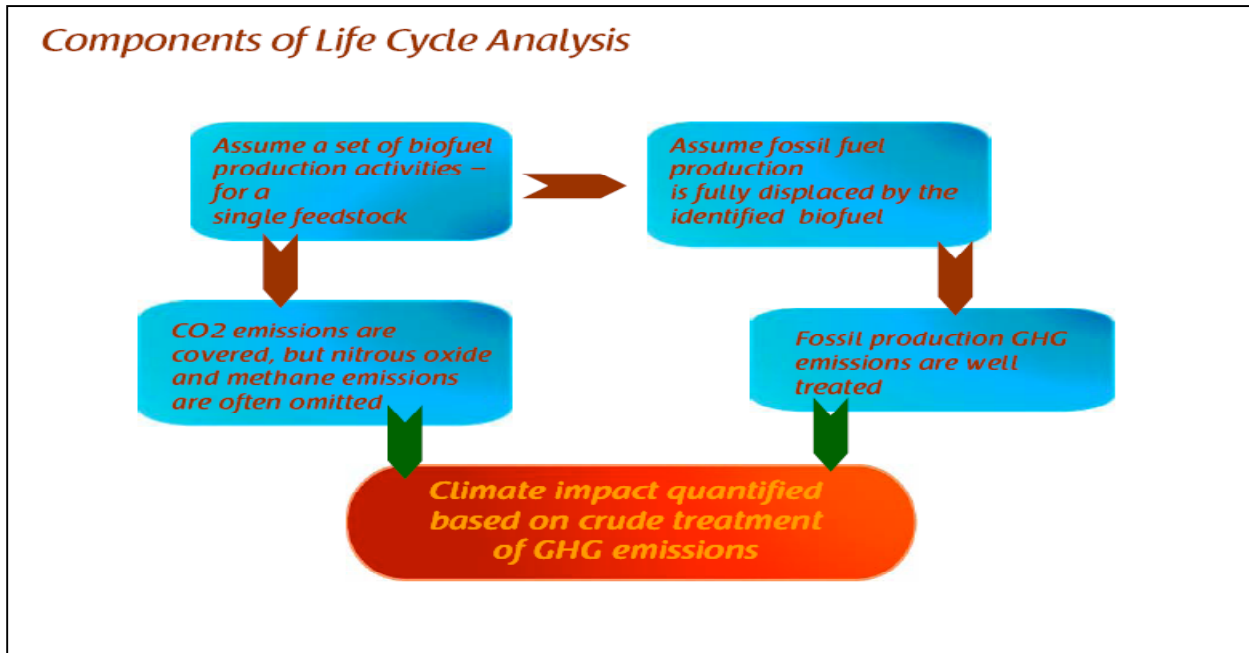 Components of Life Cycle Analysis
Assume a set of biofuel
production activities –
for a
single feedstock
Assume fossil fuel
production
is fully displaced by the
identified biofuel
CO2 emissions are
covered, but nitrous oxide
and methane emissions
are often omitted
Fossil production GHG
emissions are well
treated
Climate impact quantified
based on crude treatment
of GHG emissions